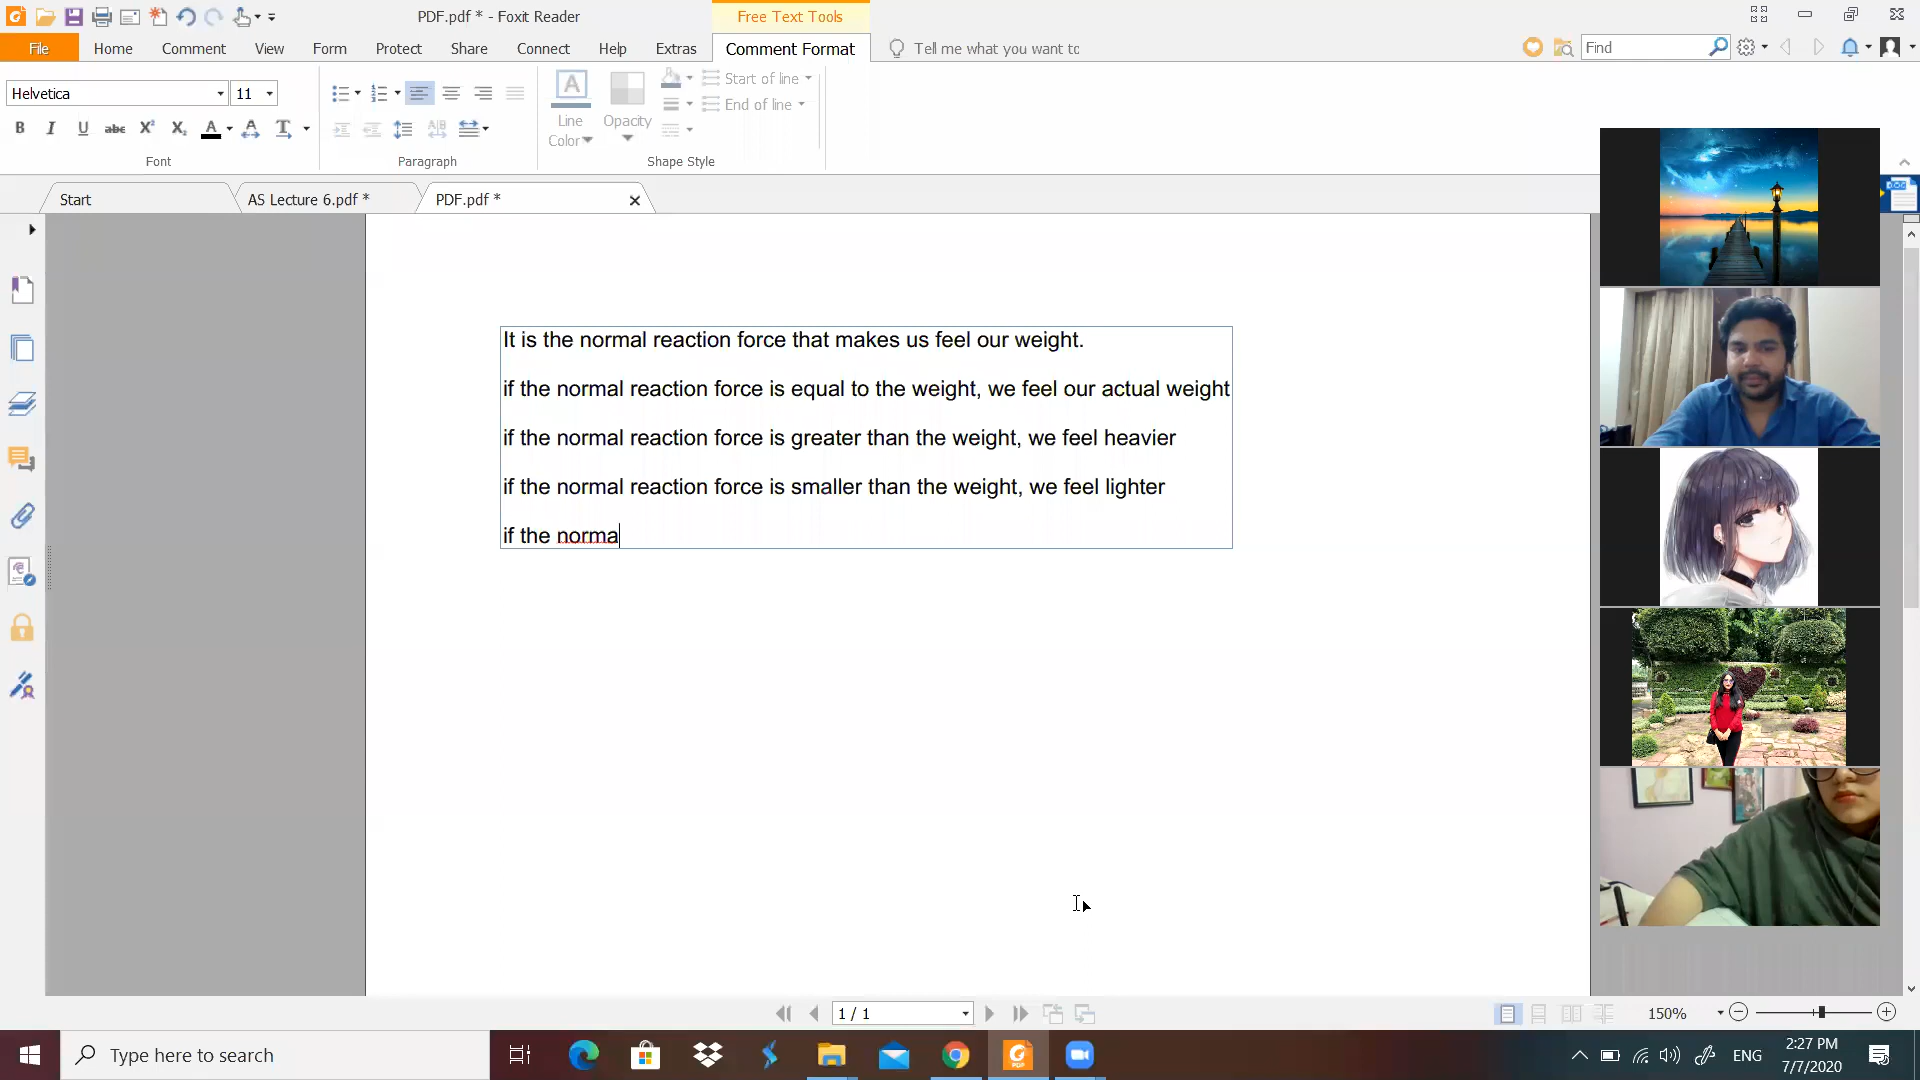 PDF.pdf * - Foxit Reader
Free Text Tools
File
Home
Comment
View
Form
Protect
Share
Connect
Help
Extras
Comment Format
Tell me what you want to
Find
Helvetica
11
Start of line
End of line
Line
Color
Opacity
Font
Paragraph
Shape Style
Start
AS Lecture 6.pdf *
PDF.pdf *
It is the normal reaction force that makes us feel our weight.
if the normal reaction force is equal to the weight, we feel our actual weight
if the normal reaction force is greater than the weight, we feel heavier
if the normal reaction force is smaller than the weight, we feel lighter
if the norma
1 / 1
150%
Type here to search
ENG
2:27 PM
7/7/2020